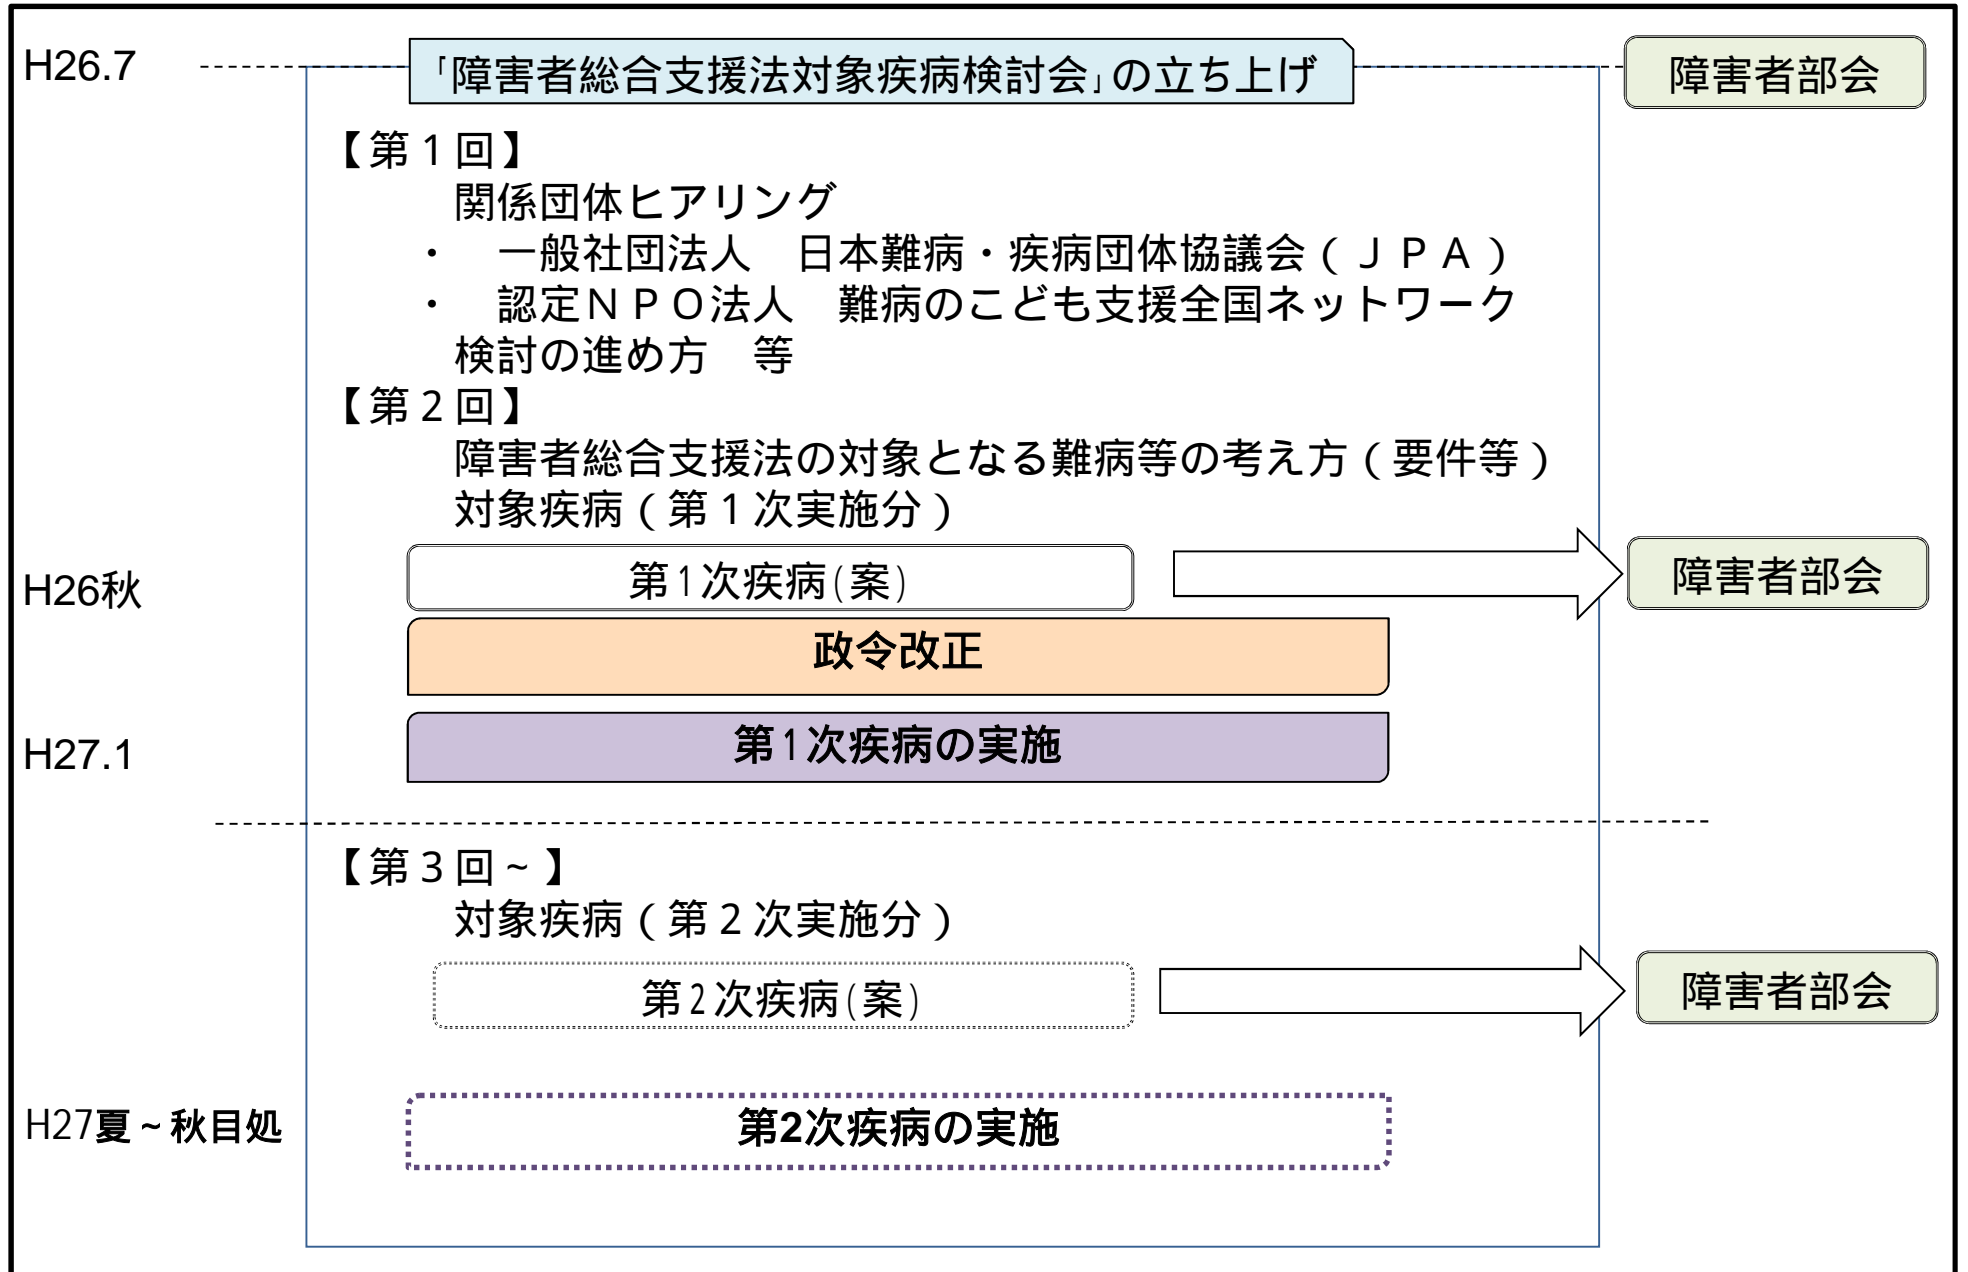 H26.7
「障害者総合支援法対象疾病検討会」の立ち上げ
障害者部会
【第1回】
関係団体ヒアリング
・ 一般社団法人 日本難病・疾病団体協議会(JPA)
・ 認定NPO法人 難病のこども支援全国ネットワーク
検討の進め方 等
【第2回】
障害者総合支援法の対象となる難病等の考え方(要件等)
対象疾病(第1次実施分)
H26秋
第1次疾病(案)
障害者部会
政令改正
H27.1
第1次疾病の実施
【第3回~】
対象疾病(第2次実施分)
第2次疾病(案)
障害者部会
H27夏~秋目処
第2次疾病の実施